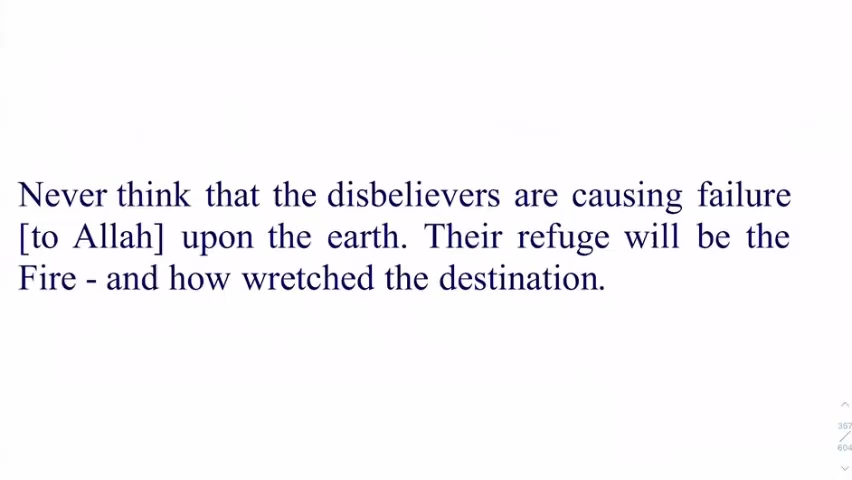 Never think that the disbelievers are causing failure
[to Allah] upon the earth. Their refuge will be the
Fire - and how wretched the destination.
357
604